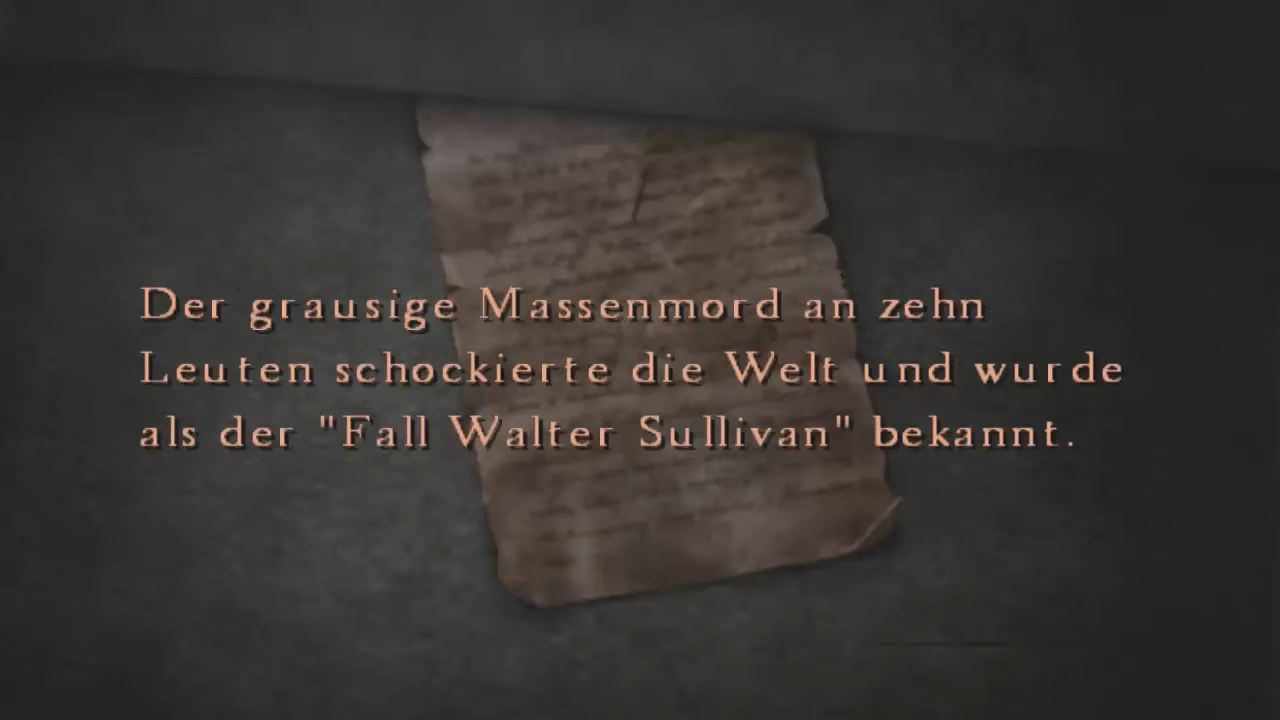 Der grausige Massenmord an zehn
Leuten schockierte die Welt und wurde
als der "Fall Walter Sullivan" bekannt.